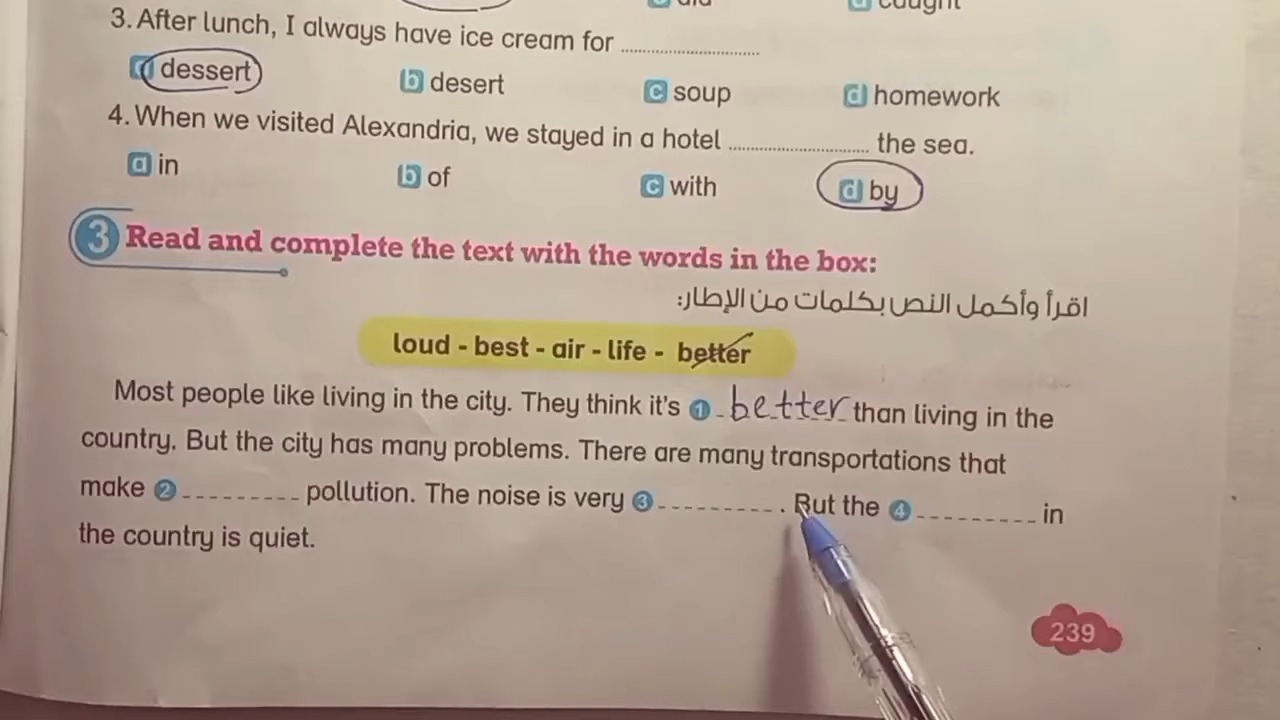 3. After lunch, I always have ice cream for ..............................
a dessert b desert c soup d homework
4. When we visited Alexandria, we stayed in a hotel .............................. the sea.
a in b of c with d by
3 Read and complete the text with the words in the box:
اقرأ وأكمل النص بكلمات من الإطار:
loud - best - air - life - better
Most people like living in the city. They think it's 1 better than living in the
country. But the city has many problems. There are many transportations that
make 2 _________ pollution. The noise is very 3 _________. But the 4 _________ in
the country is quiet.
239